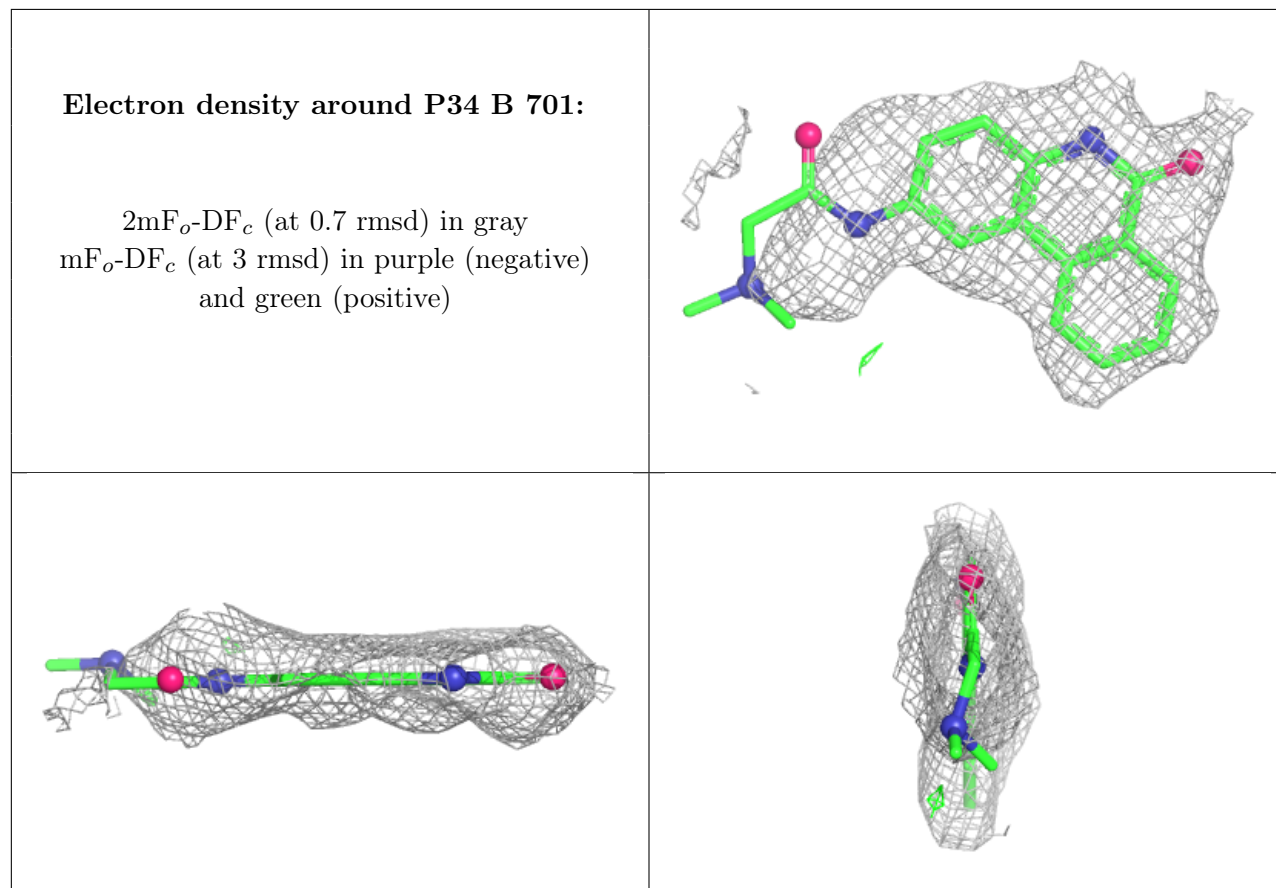 Electron density around P34 B 701:
2mFo-DFc (at 0.7 rmsd) in gray
mFo-DFc (at 3 rmsd) in purple (negative)
and green (positive)